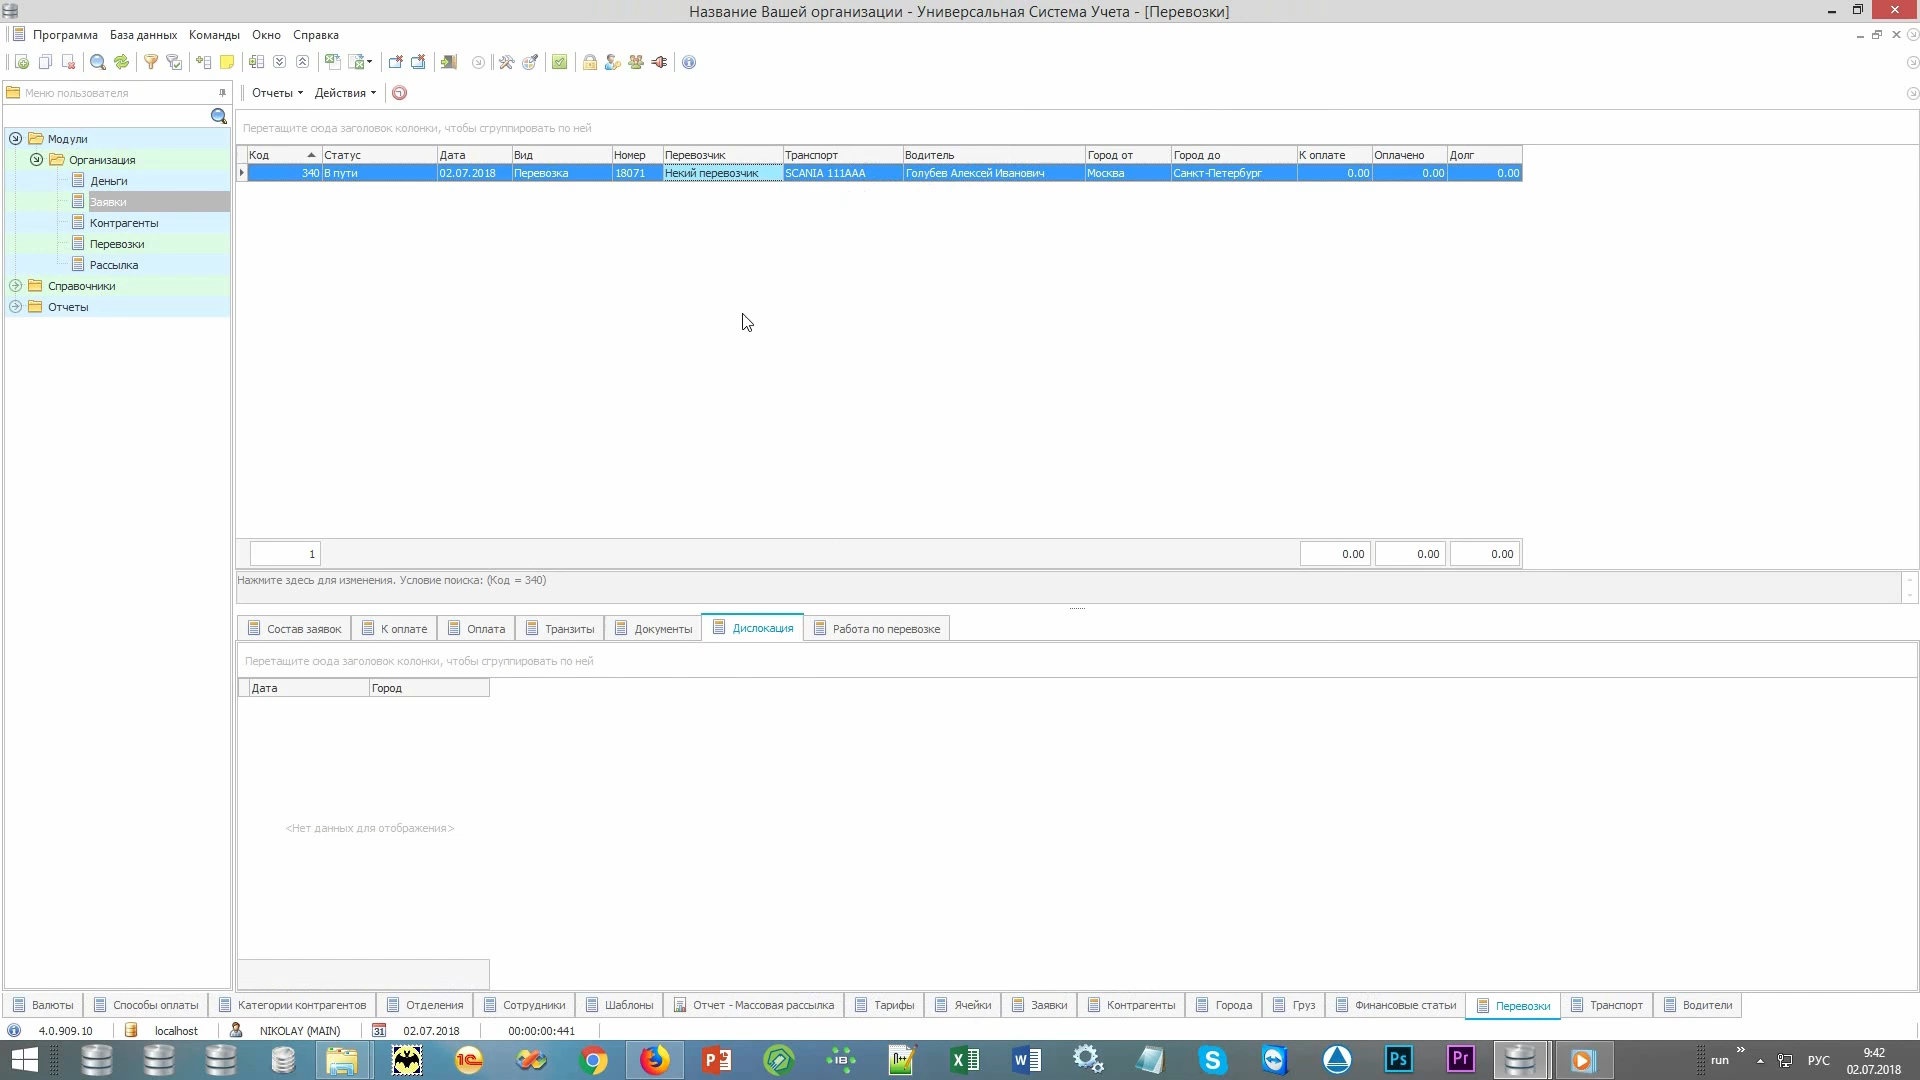 Название Вашей организации - Универсальная Система Учета - [Перевозки]
Программа База данных Команды Окно Справка
Меню пользователя
Отчеты Действия
Перетащите сюда заголовок колонки, чтобы сгруппировать по ней
Модули
Организация
Деньги
Заявки
Контрагенты
Перевозки
Рассылка
Справочники
Отчеты
Код Статус Дата Вид Номер Перевозчик Транспорт Водитель Город от Город до К оплате Оплачено Долг
340 В пути 02.07.2018 Перевозка 18071 Некий перевозчик SCANIA 111AAA Голубев Алексей Иванович Москва Санкт-Петербург 0.00 0.00 0.00
1 0.00 0.00 0.00
Нажмите здесь для изменения. Условие поиска: (Код = 340)
Состав заявок К оплате Оплата Транзиты Документы Дислокация Работа по перевозке
Перетащите сюда заголовок колонки, чтобы сгруппировать по ней
Дата Город
<Нет данных для отображения>
Валюты Способы оплаты Категории контрагентов Отделения Сотрудники Шаблоны Отчет - Массовая рассылка Тарифы Ячейки Заявки Контрагенты Города Груз Финансовые статьи Перевозки Транспорт Водители
4.0.909.10 localhost NIKOLAY (MAIN) 31 02.07.2018 00:00:00:441
run РУС 9:42
02.07.2018